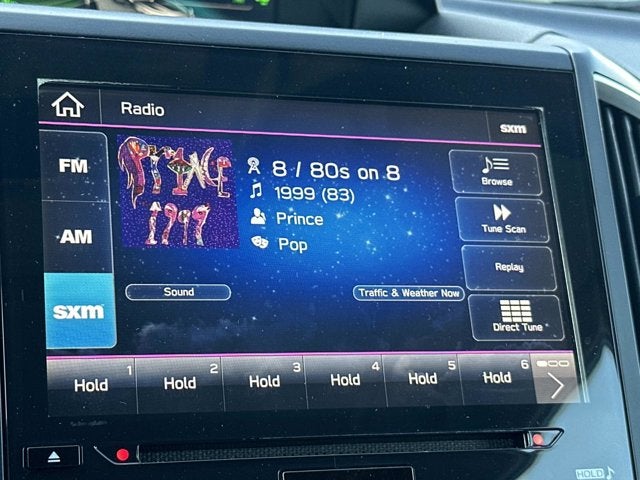 Radio
sxm
FM
AM
sxm
PRINCE
1999
8 / 80s on 8
1999 (83)
Prince
Pop
Sound
Traffic & Weather Now
Browse
Tune Scan
Replay
Direct Tune
1 2 3 4 5 6
Hold Hold Hold Hold Hold Hold
HOLD